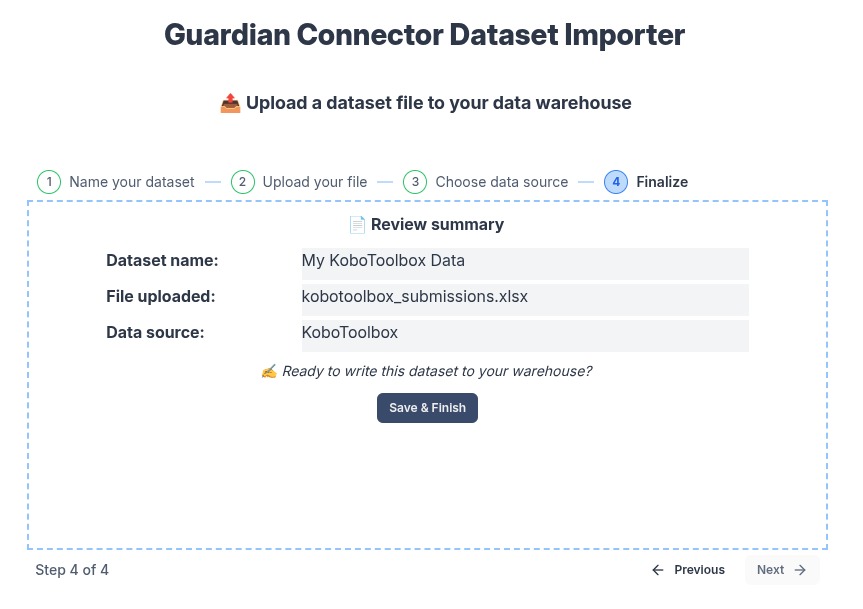 Guardian Connector Dataset Importer
📤 Upload a dataset file to your data warehouse
1 Name your dataset — 2 Upload your file — 3 Choose data source — 4 Finalize
📄 Review summary
Dataset name: My KoboToolbox Data
File uploaded: kobotoolbox_submissions.xlsx
Data source: KoboToolbox
✍️ Ready to write this dataset to your warehouse?
Save & Finish
Step 4 of 4 ← Previous Next →